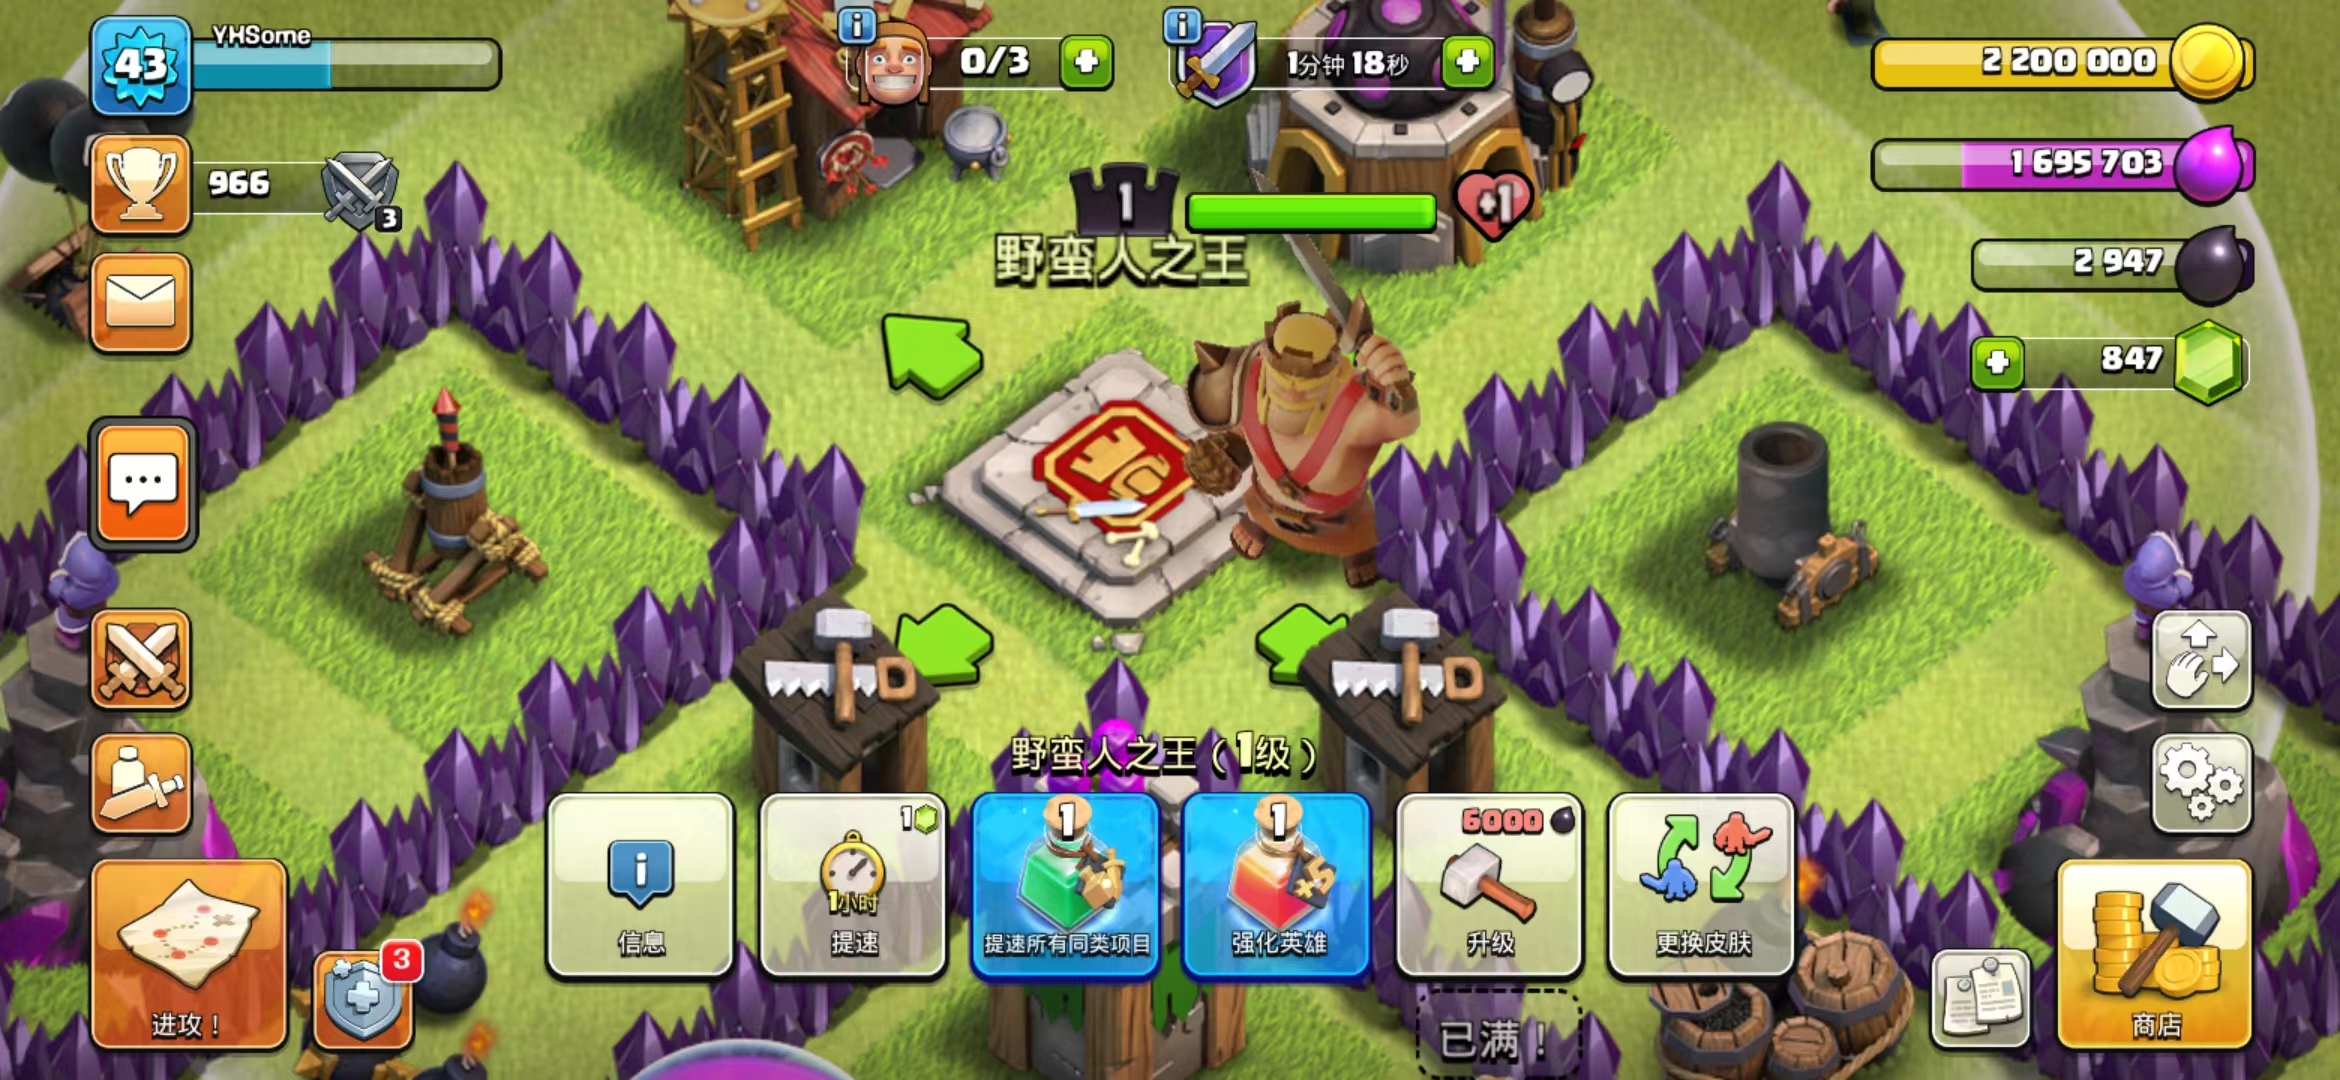 43
YHSome
0/3
1分钟 18秒
2 200 000
966
3
1 695 703
1
+1
野蛮人之王
2 947
847
野蛮人之王（1级）
1
1
1
6000
1小时
+5
信息
提速
提速所有同类项目
强化英雄
升级
更换皮肤
3
进攻！
已满！
商店